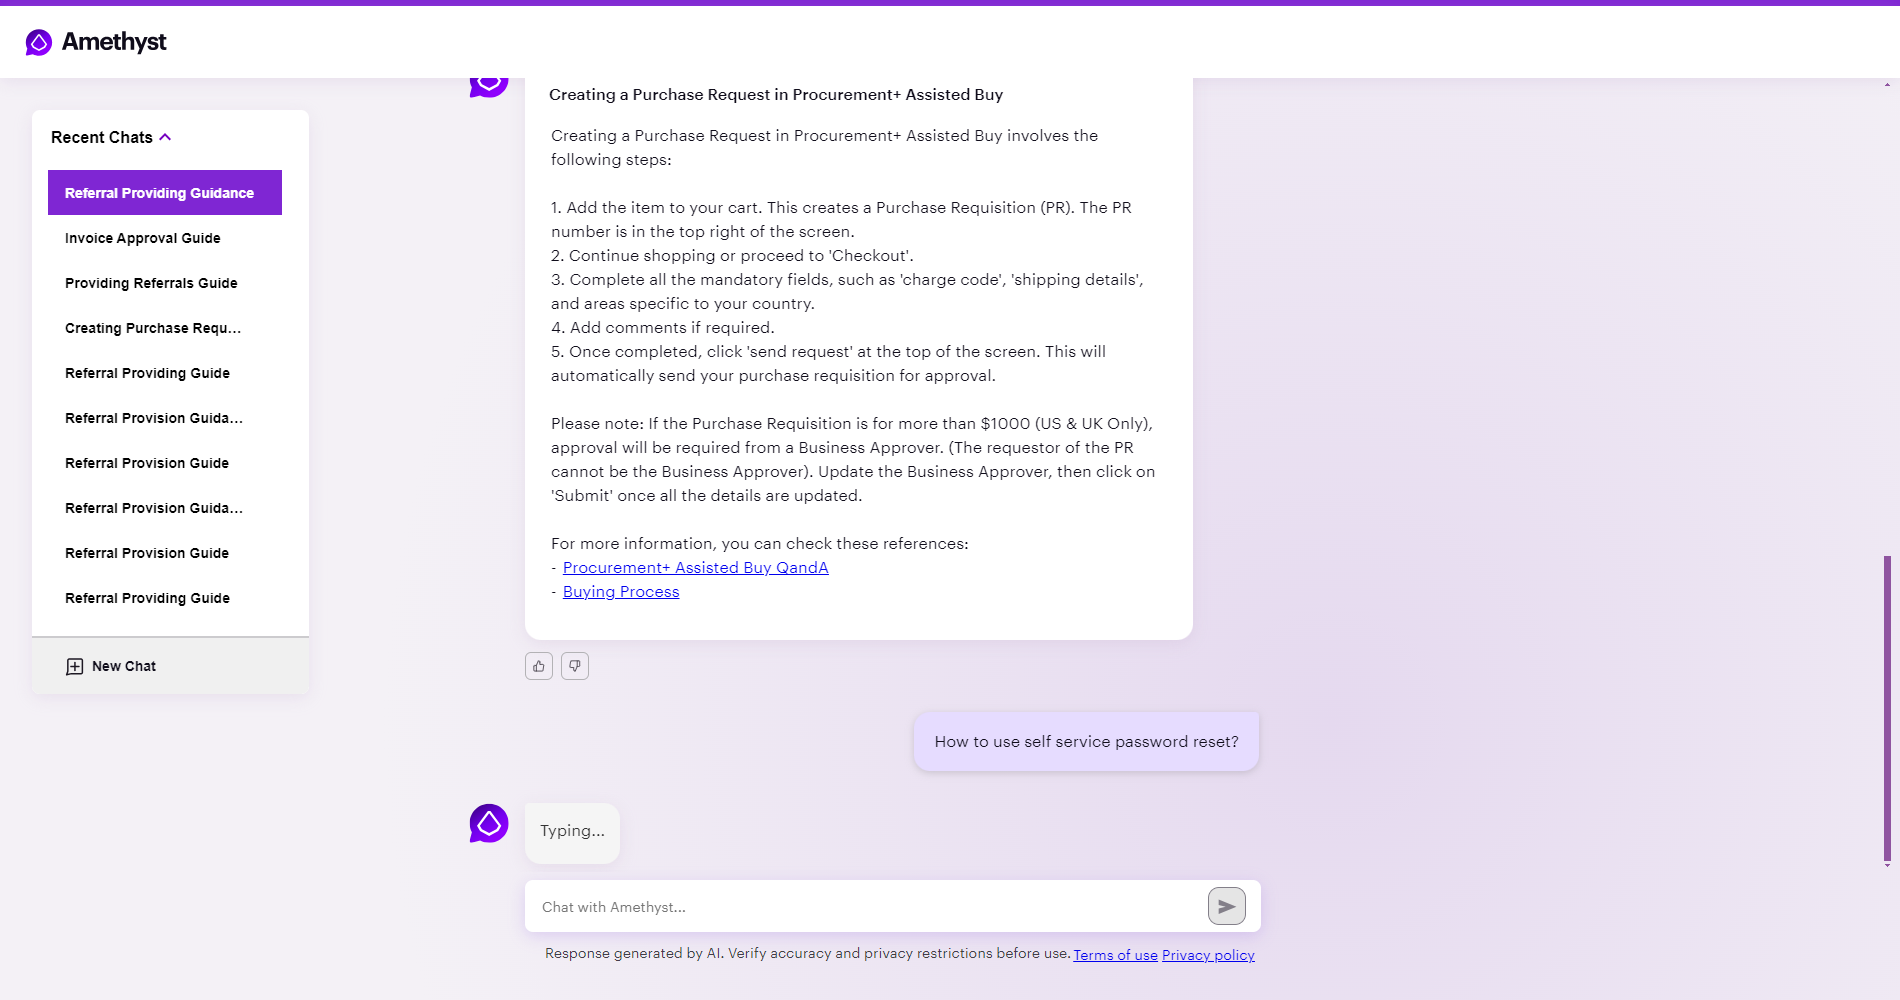 Amethyst
Recent Chats
Referral Providing Guidance
Invoice Approval Guide
Providing Referrals Guide
Creating Purchase Requ...
Referral Providing Guide
Referral Provision Guida...
Referral Provision Guide
Referral Provision Guida...
Referral Provision Guide
Referral Providing Guide
New Chat
Creating a Purchase Request in Procurement+ Assisted Buy
Creating a Purchase Request in Procurement+ Assisted Buy involves the
following steps:
1. Add the item to your cart. This creates a Purchase Requisition (PR). The PR
number is in the top right of the screen.
2. Continue shopping or proceed to 'Checkout'.
3. Complete all the mandatory fields, such as 'charge code', 'shipping details',
and areas specific to your country.
4. Add comments if required.
5. Once completed, click 'send request' at the top of the screen. This will
automatically send your purchase requisition for approval.
Please note: If the Purchase Requisition is for more than $1000 (US & UK Only),
approval will be required from a Business Approver. (The requestor of the PR
cannot be the Business Approver). Update the Business Approver, then click on
'Submit' once all the details are updated.
For more information, you can check these references:
- Procurement+ Assisted Buy QandA
- Buying Process
How to use self service password reset?
Typing...
Chat with Amethyst...
Response generated by AI. Verify accuracy and privacy restrictions before use. Terms of use Privacy policy